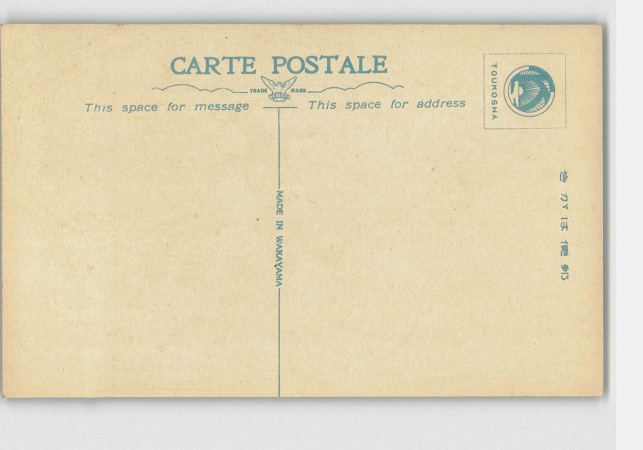 CARTE POSTALE
TRADE MARK
This space for message
This space for address
TOUKOSHA
MADE IN WAKAYAMA
きがは便郵